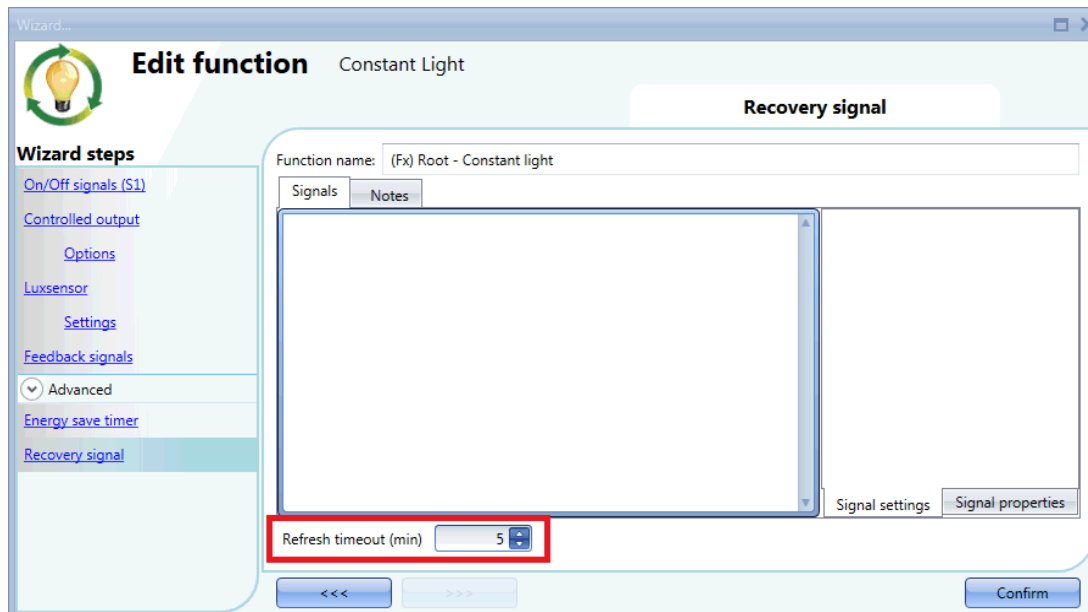 Wizard...
Edit function Constant Light
Recovery signal
Wizard steps
On/Off signals (S1)
Controlled output
Options
Luxsensor
Settings
Feedback signals
Advanced
Energy save timer
Recovery signal
Function name: (Fx) Root - Constant light
Signals Notes
Signal settings Signal properties
Refresh timeout (min) 5
<<< >>> Confirm